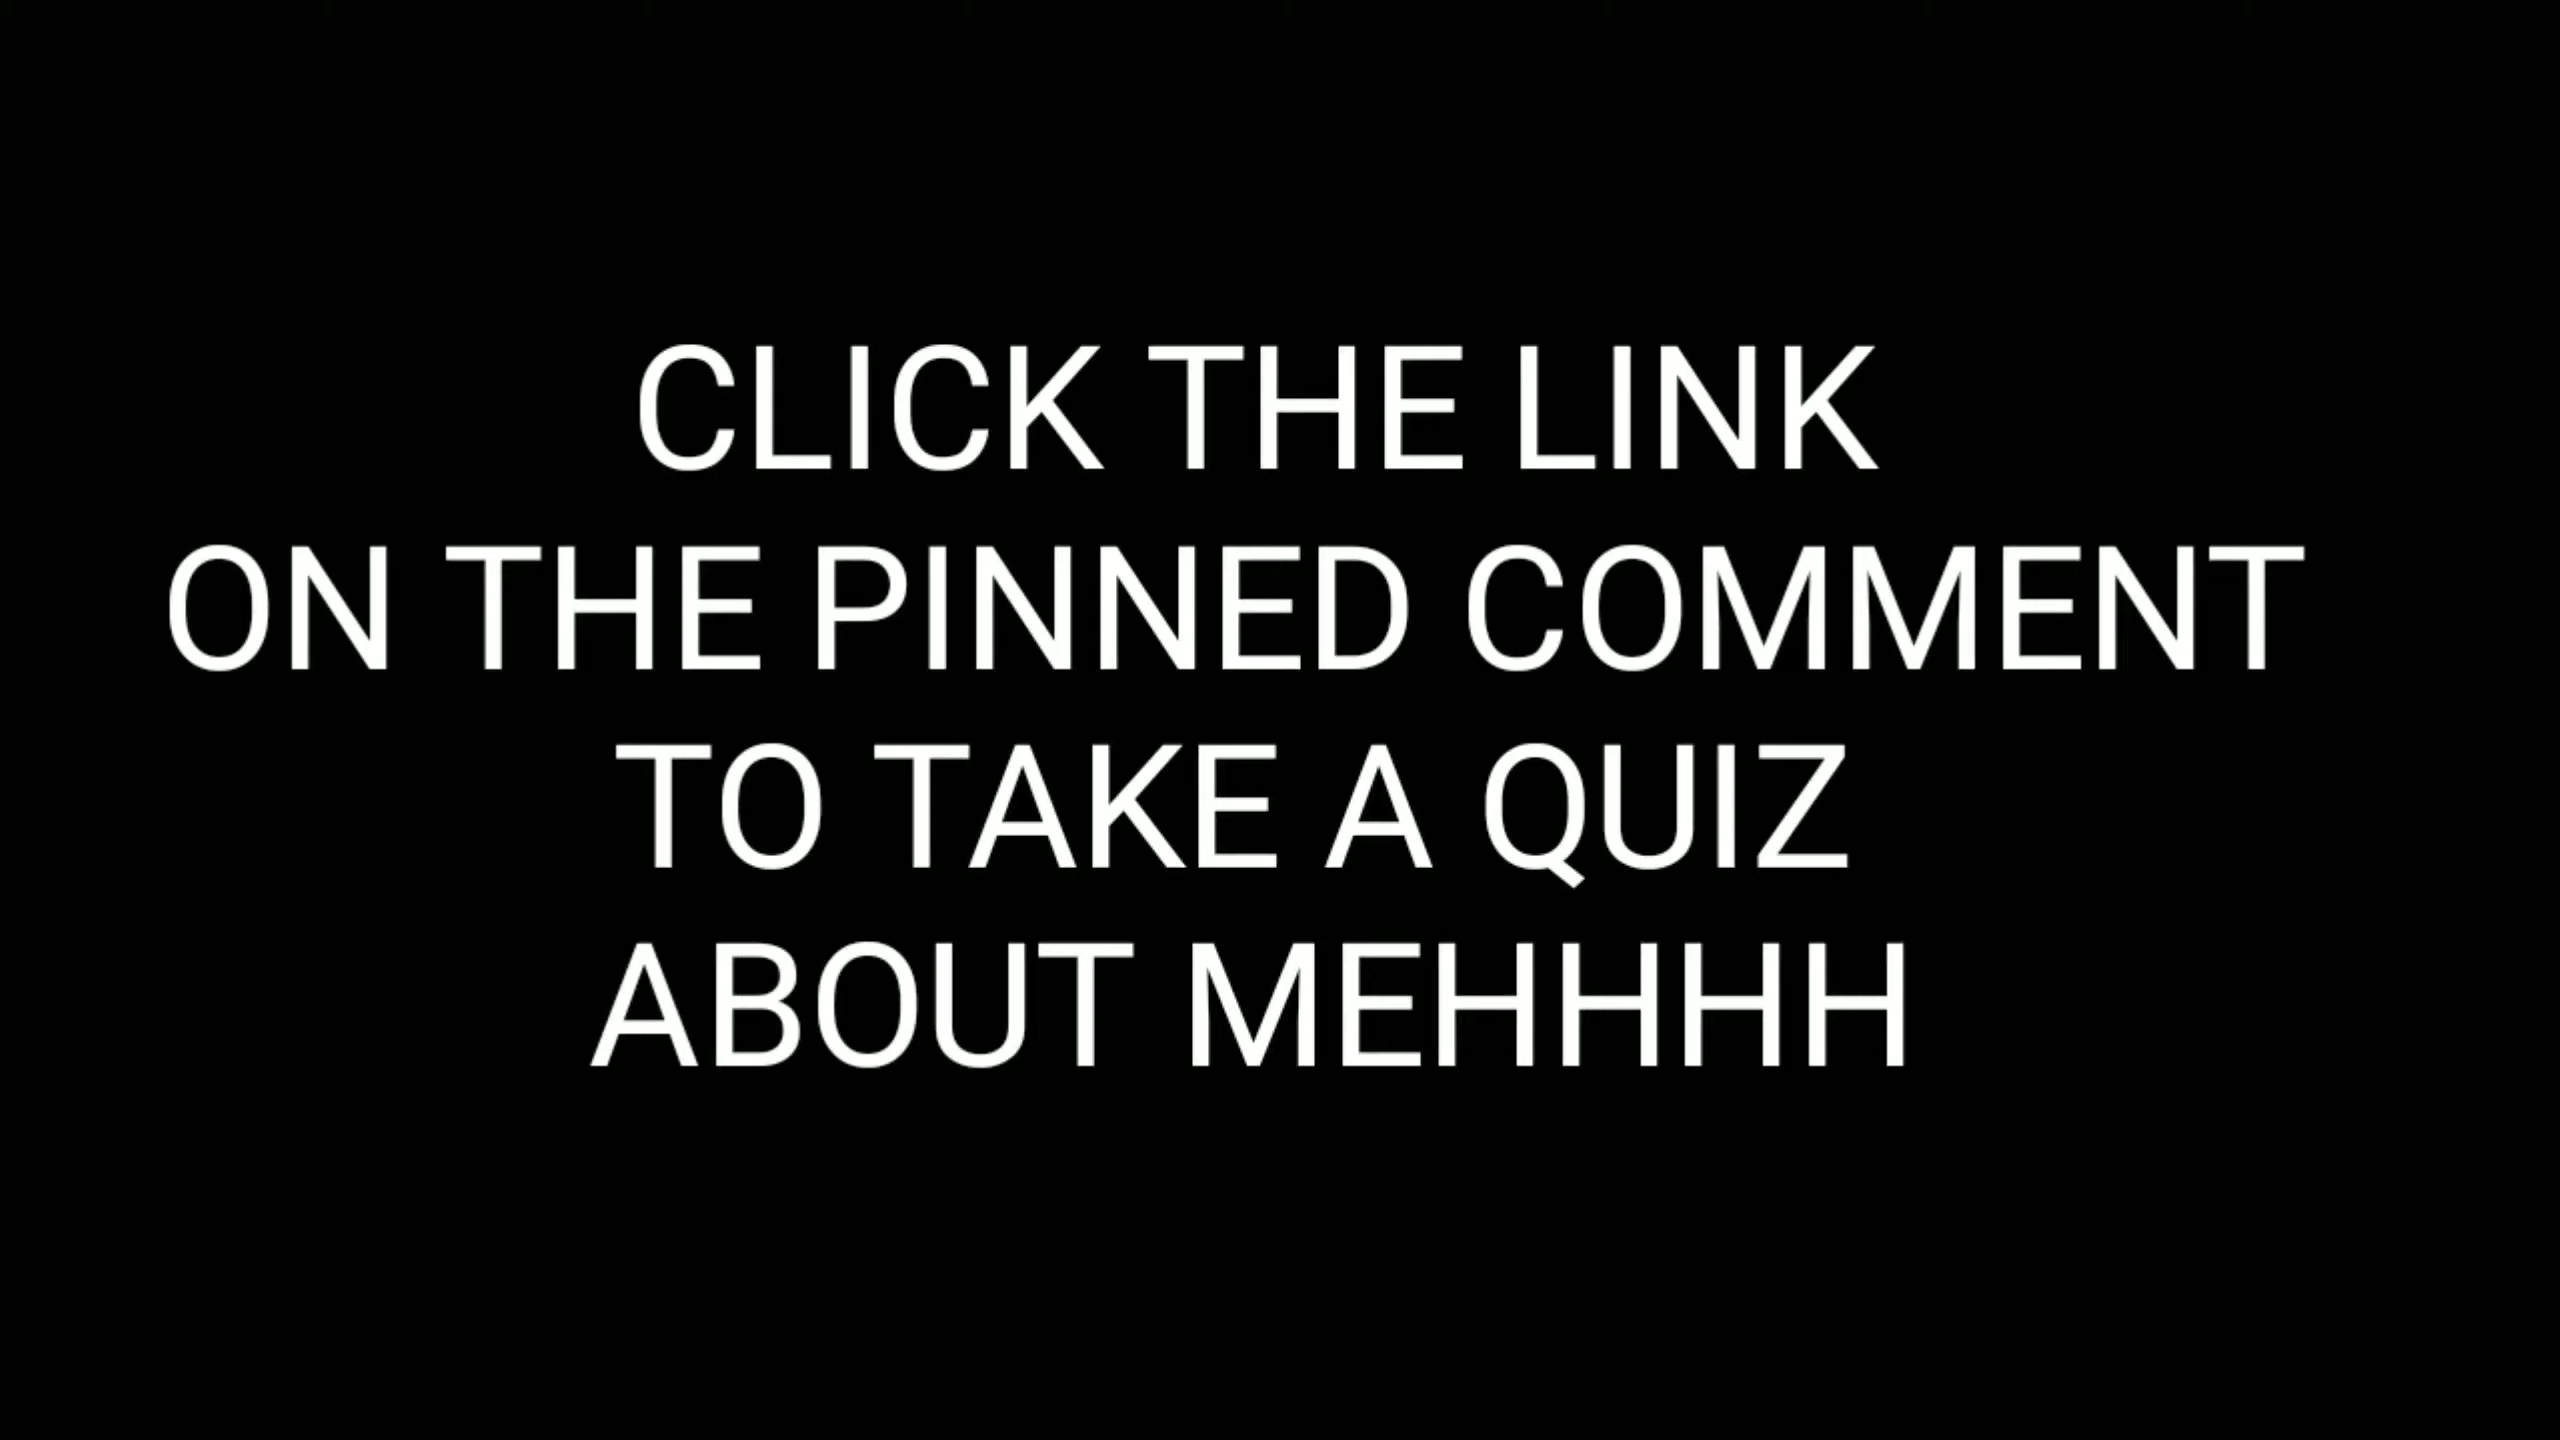 CLICK THE LINK
ON THE PINNED COMMENT
TO TAKE A QUIZ
ABOUT MEHHHH